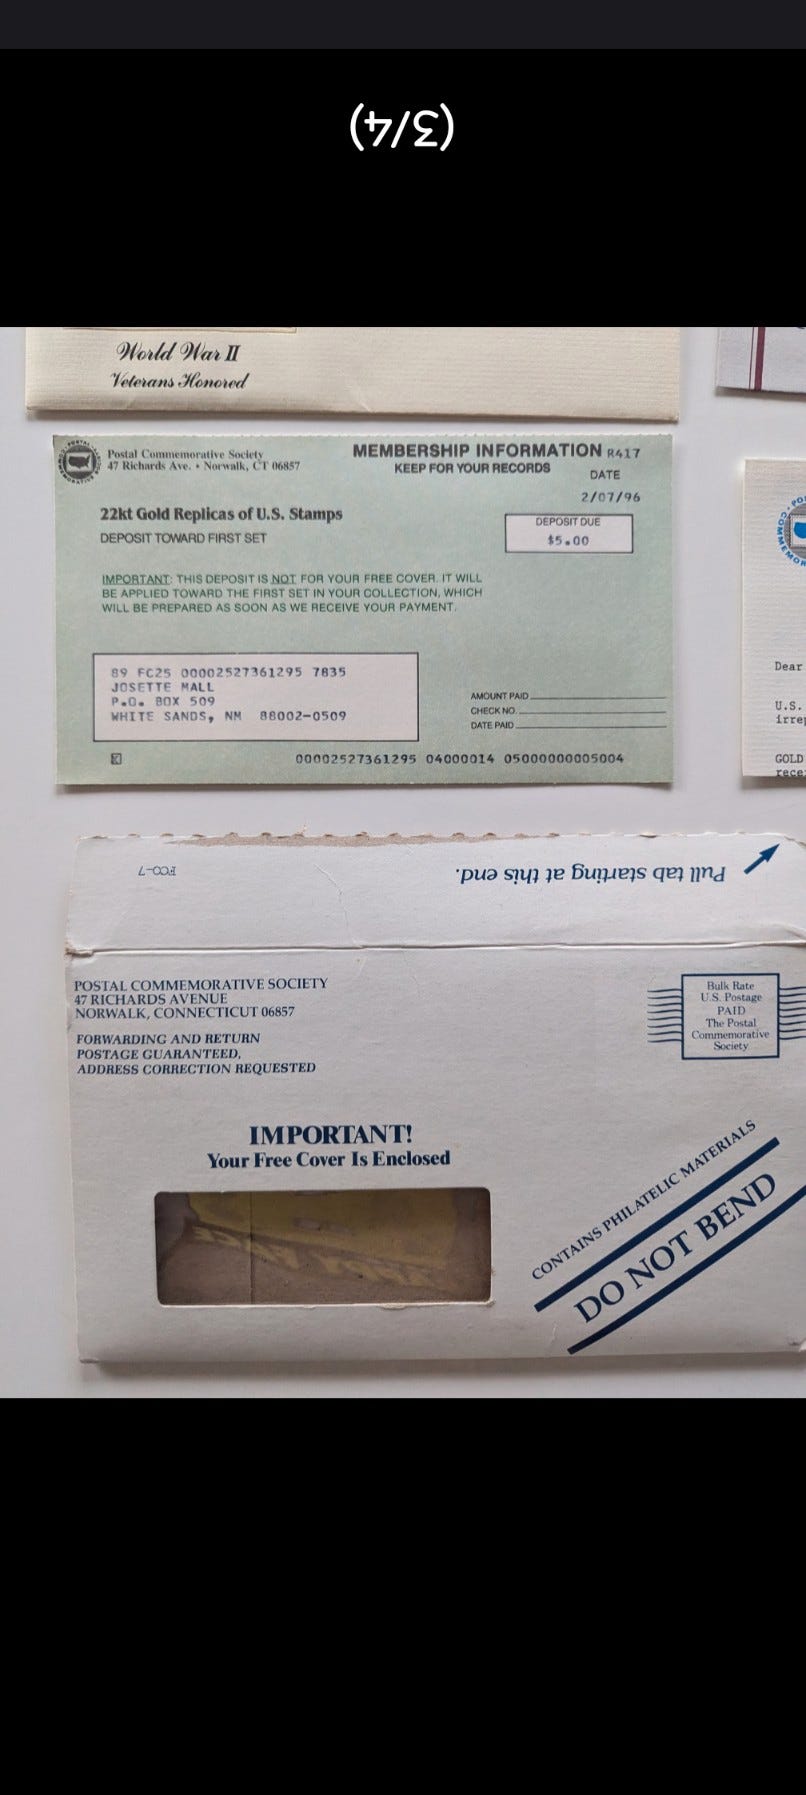 (3/4)
World War II
Veterans Honored
Postal Commemorative Society
47 Richards Ave. • Norwalk, CT 06857
MEMBERSHIP INFORMATION R417
KEEP FOR YOUR RECORDS
DATE
2/07/96
22kt Gold Replicas of U.S. Stamps
DEPOSIT TOWARD FIRST SET
DEPOSIT DUE
$5.00
IMPORTANT: THIS DEPOSIT IS NOT FOR YOUR FREE COVER. IT WILL
BE APPLIED TOWARD THE FIRST SET IN YOUR COLLECTION, WHICH
WILL BE PREPARED AS SOON AS WE RECEIVE YOUR PAYMENT.
89 FC25 00002527361295 7835
JOSETTE MALL
P.O. BOX 509
WHITE SANDS, NM 88002-0509
AMOUNT PAID
CHECK NO.
DATE PAID
00002527361295 04000014 05000000005004
Dear
U.S.
GOLD
Pull tab starting at this end.
FCO-7
POSTAL COMMEMORATIVE SOCIETY
47 RICHARDS AVENUE
NORWALK, CONNECTICUT 06857
FORWARDING AND RETURN
POSTAGE GUARANTEED,
ADDRESS CORRECTION REQUESTED
Bulk Rate
U.S. Postage
PAID
The Postal
Commemorative
Society
IMPORTANT!
Your Free Cover Is Enclosed
CONTAINS PHILATELIC MATERIALS
DO NOT BEND